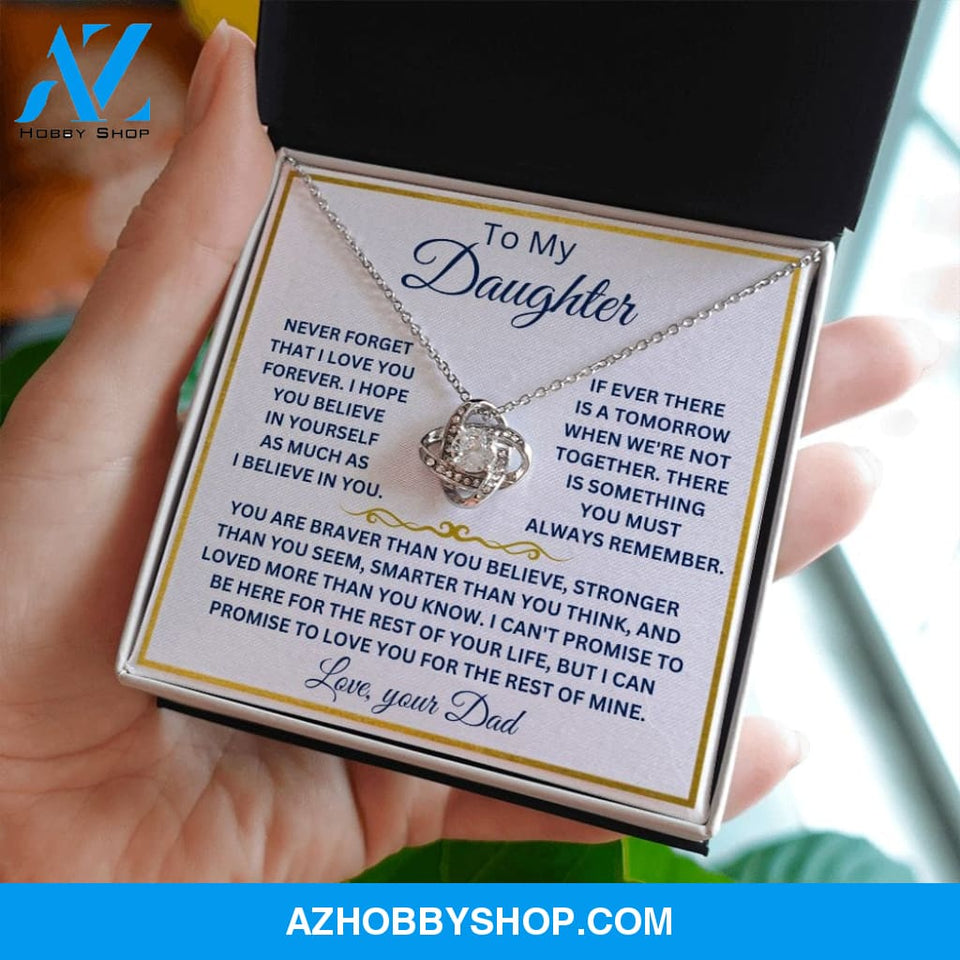 AZ
HOBBY SHOP
To My
Daughter
NEVER FORGET
THAT I LOVE YOU
FOREVER. I HOPE
YOU BELIEVE
IN YOURSELF
AS MUCH AS
I BELIEVE IN YOU.
IF EVER THERE
IS A TOMORROW
WHEN WE'RE NOT
TOGETHER. THERE
IS SOMETHING
YOU MUST
ALWAYS REMEMBER.
YOU ARE BRAVER THAN YOU BELIEVE, STRONGER
THAN YOU SEEM, SMARTER THAN YOU THINK, AND
LOVED MORE THAN YOU KNOW. I CAN'T PROMISE TO
BE HERE FOR THE REST OF YOUR LIFE, BUT I CAN
PROMISE TO LOVE YOU FOR THE REST OF MINE.
Love, your Dad
AZHOBBYSHOP.COM